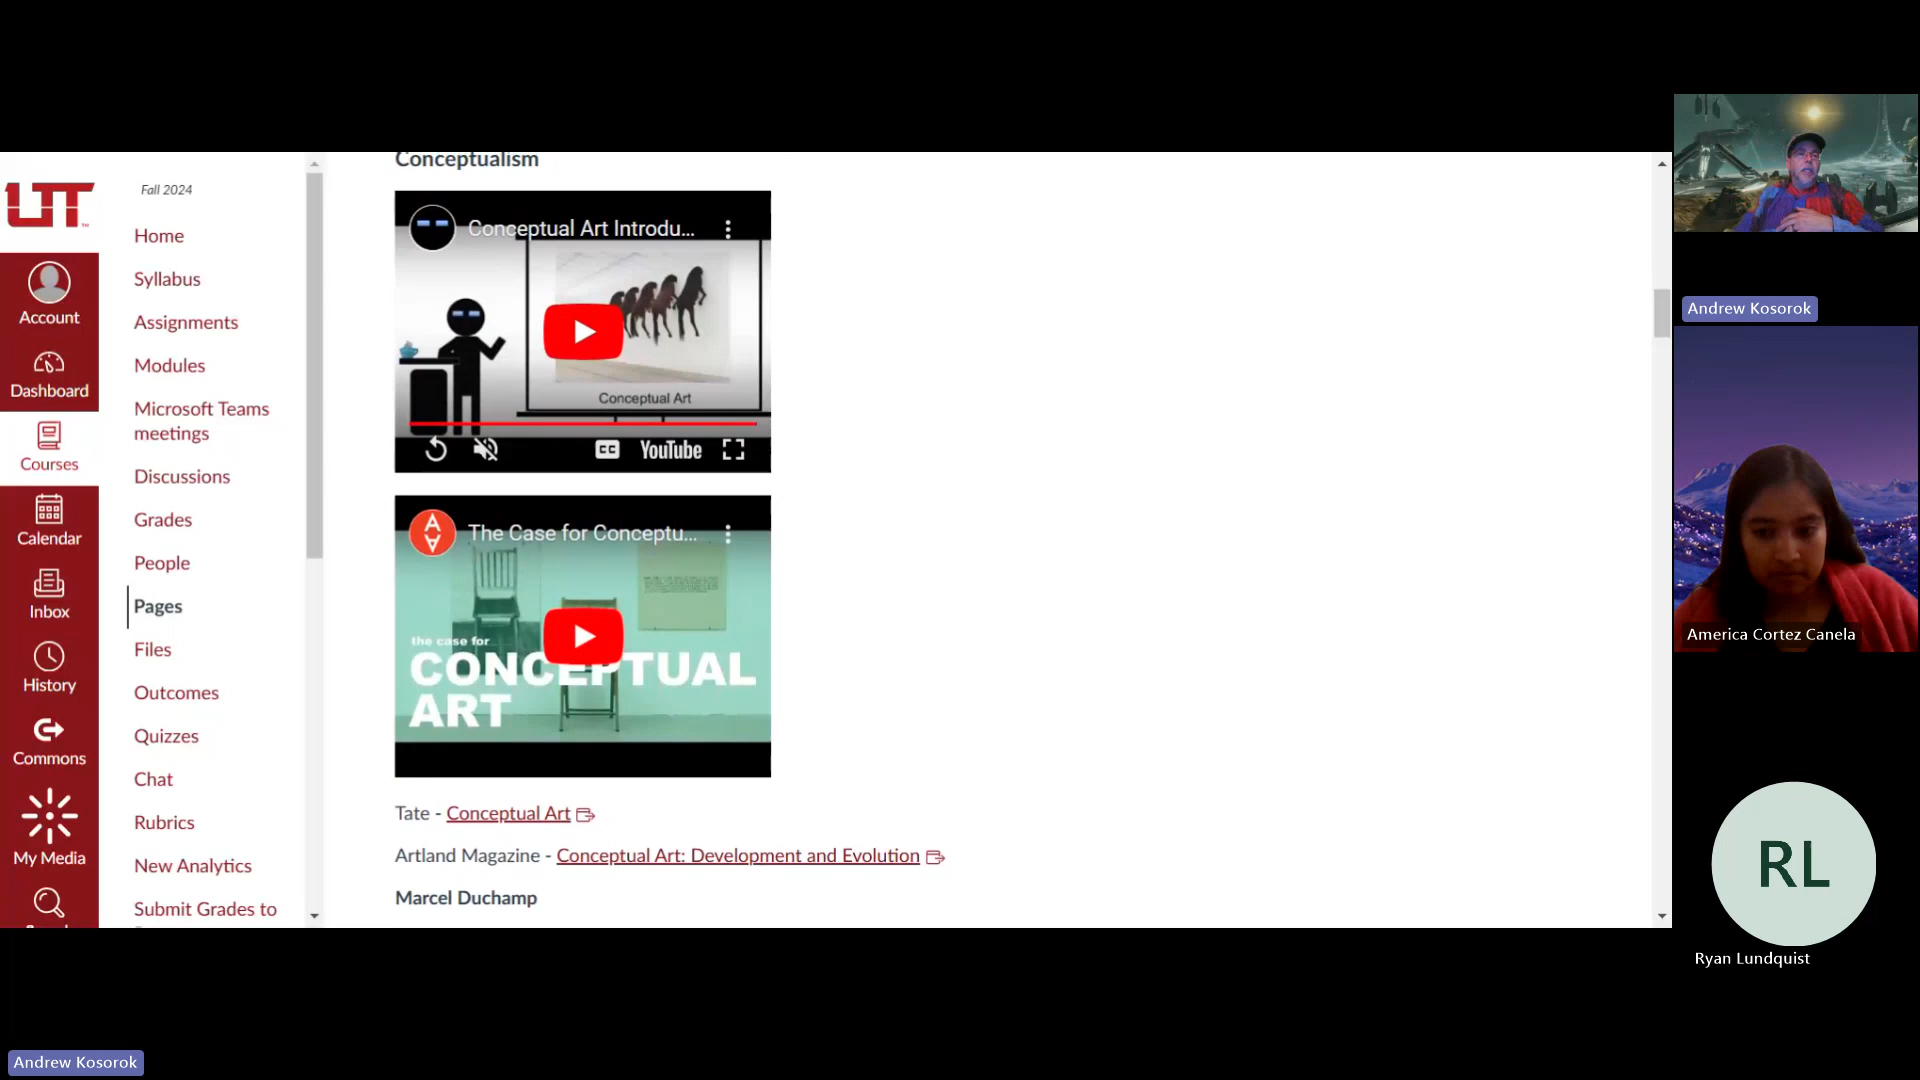 Conceptualism
Fall 2024
UT
Home
Syllabus
Assignments
Modules
Microsoft Teams
meetings
Discussions
Grades
People
Pages
Files
Outcomes
Quizzes
Chat
Rubrics
New Analytics
Submit Grades to
Account
Dashboard
Courses
Calendar
Inbox
History
Commons
My Media
Conceptual Art Introdu...
Conceptual Art
CC YouTube
The Case for Conceptu...
the case for
CONCEPTUAL
ART
Tate - Conceptual Art
Artland Magazine - Conceptual Art: Development and Evolution
Marcel Duchamp
Andrew Kosorok
America Cortez Canela
RL
Ryan Lundquist
Andrew Kosorok